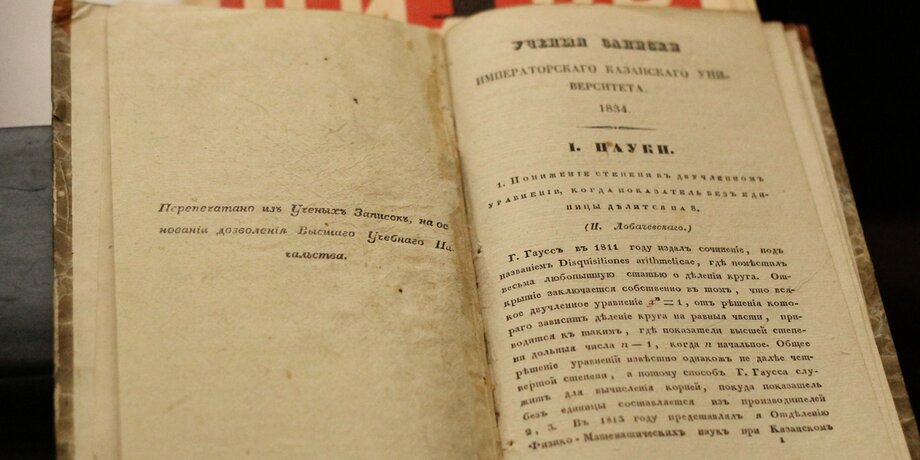 Перепечатано изъ Ученыхъ Записокъ, на ос
нованіи дозволенія Высшаго Учебнаго На-
чальства.
УЧЕНЫЯ ЗАПИСКИ
ИМПЕРАТОРСКАГО КАЗАНСКАГО УНИ-
ВЕРСИТЕТА.
1834.
I. НАУКИ.
1. Пониженіе степени въ двучленномъ
уравненіи, когда показатель безъ еди-
ницы дѣлится на 8.
(Н. Лобачевскаго.)
Г. Гауссъ въ 1811 году издалъ сочиненіе, подъ
названіемъ Disquisitiones arithmeticae, гдѣ помѣстилъ
весьма любопытную статью о дѣленіи круга. От-
крытіе заключается собственно въ томъ, что вся-
кое двучленное уравненіе xⁿ=1, отъ рѣшенія кото-
раго зависитъ дѣленіе круга на равныя части, при-
водится къ такимъ, гдѣ показатели высшей степе-
ни дольныя числа n—1, когда n начальное. Общее
рѣшеніе уравненій извѣстно однакожъ не далѣе чет-
вертой степени, а потому способъ Г. Гаусса слу-
житъ для вычисленія корней, покуда показатель
безъ единицы составляется изъ производителей
2, 3. Въ 1813 году представлялъ я Отдѣленію
Физико-Математическихъ наукъ при Казанскомъ
1